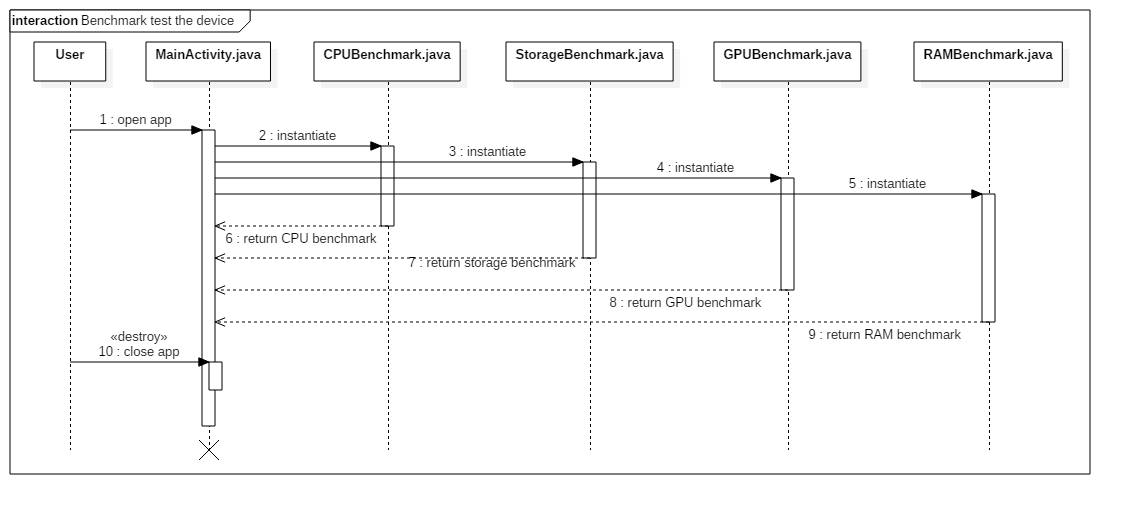 interaction Benchmark test the device
User
MainActivity.java
CPUBenchmark.java
StorageBenchmark.java
GPUBenchmark.java
RAMBenchmark.java
1 : open app
2 : instantiate
3 : instantiate
4 : instantiate
5 : instantiate
6 : return CPU benchmark
7 : return storage benchmark
8 : return GPU benchmark
9 : return RAM benchmark
«destroy»
10 : close app